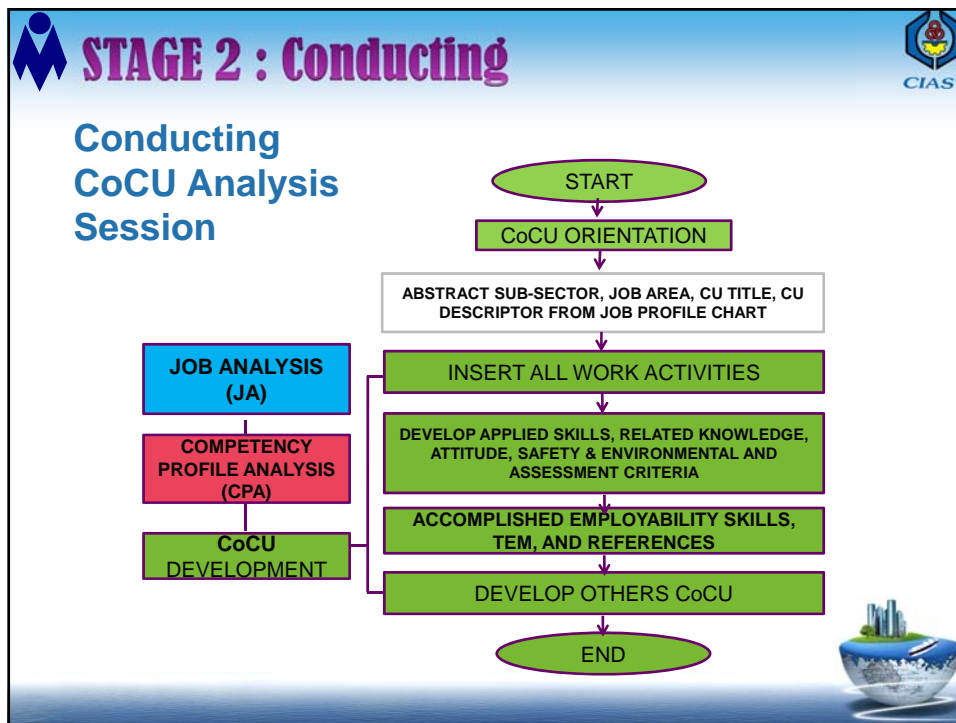 STAGE 2 : Conducting
CIAST
Conducting
CoCU Analysis
Session
START
CoCU ORIENTATION
ABSTRACT SUB-SECTOR, JOB AREA, CU TITLE, CU
DESCRIPTOR FROM JOB PROFILE CHART
JOB ANALYSIS
(JA)
INSERT ALL WORK ACTIVITIES
COMPETENCY
PROFILE ANALYSIS
(CPA)
DEVELOP APPLIED SKILLS, RELATED KNOWLEDGE,
ATTITUDE, SAFETY & ENVIRONMENTAL AND
ASSESSMENT CRITERIA
CoCU
DEVELOPMENT
ACCOMPLISHED EMPLOYABILITY SKILLS,
TEM, AND REFERENCES
DEVELOP OTHERS CoCU
END